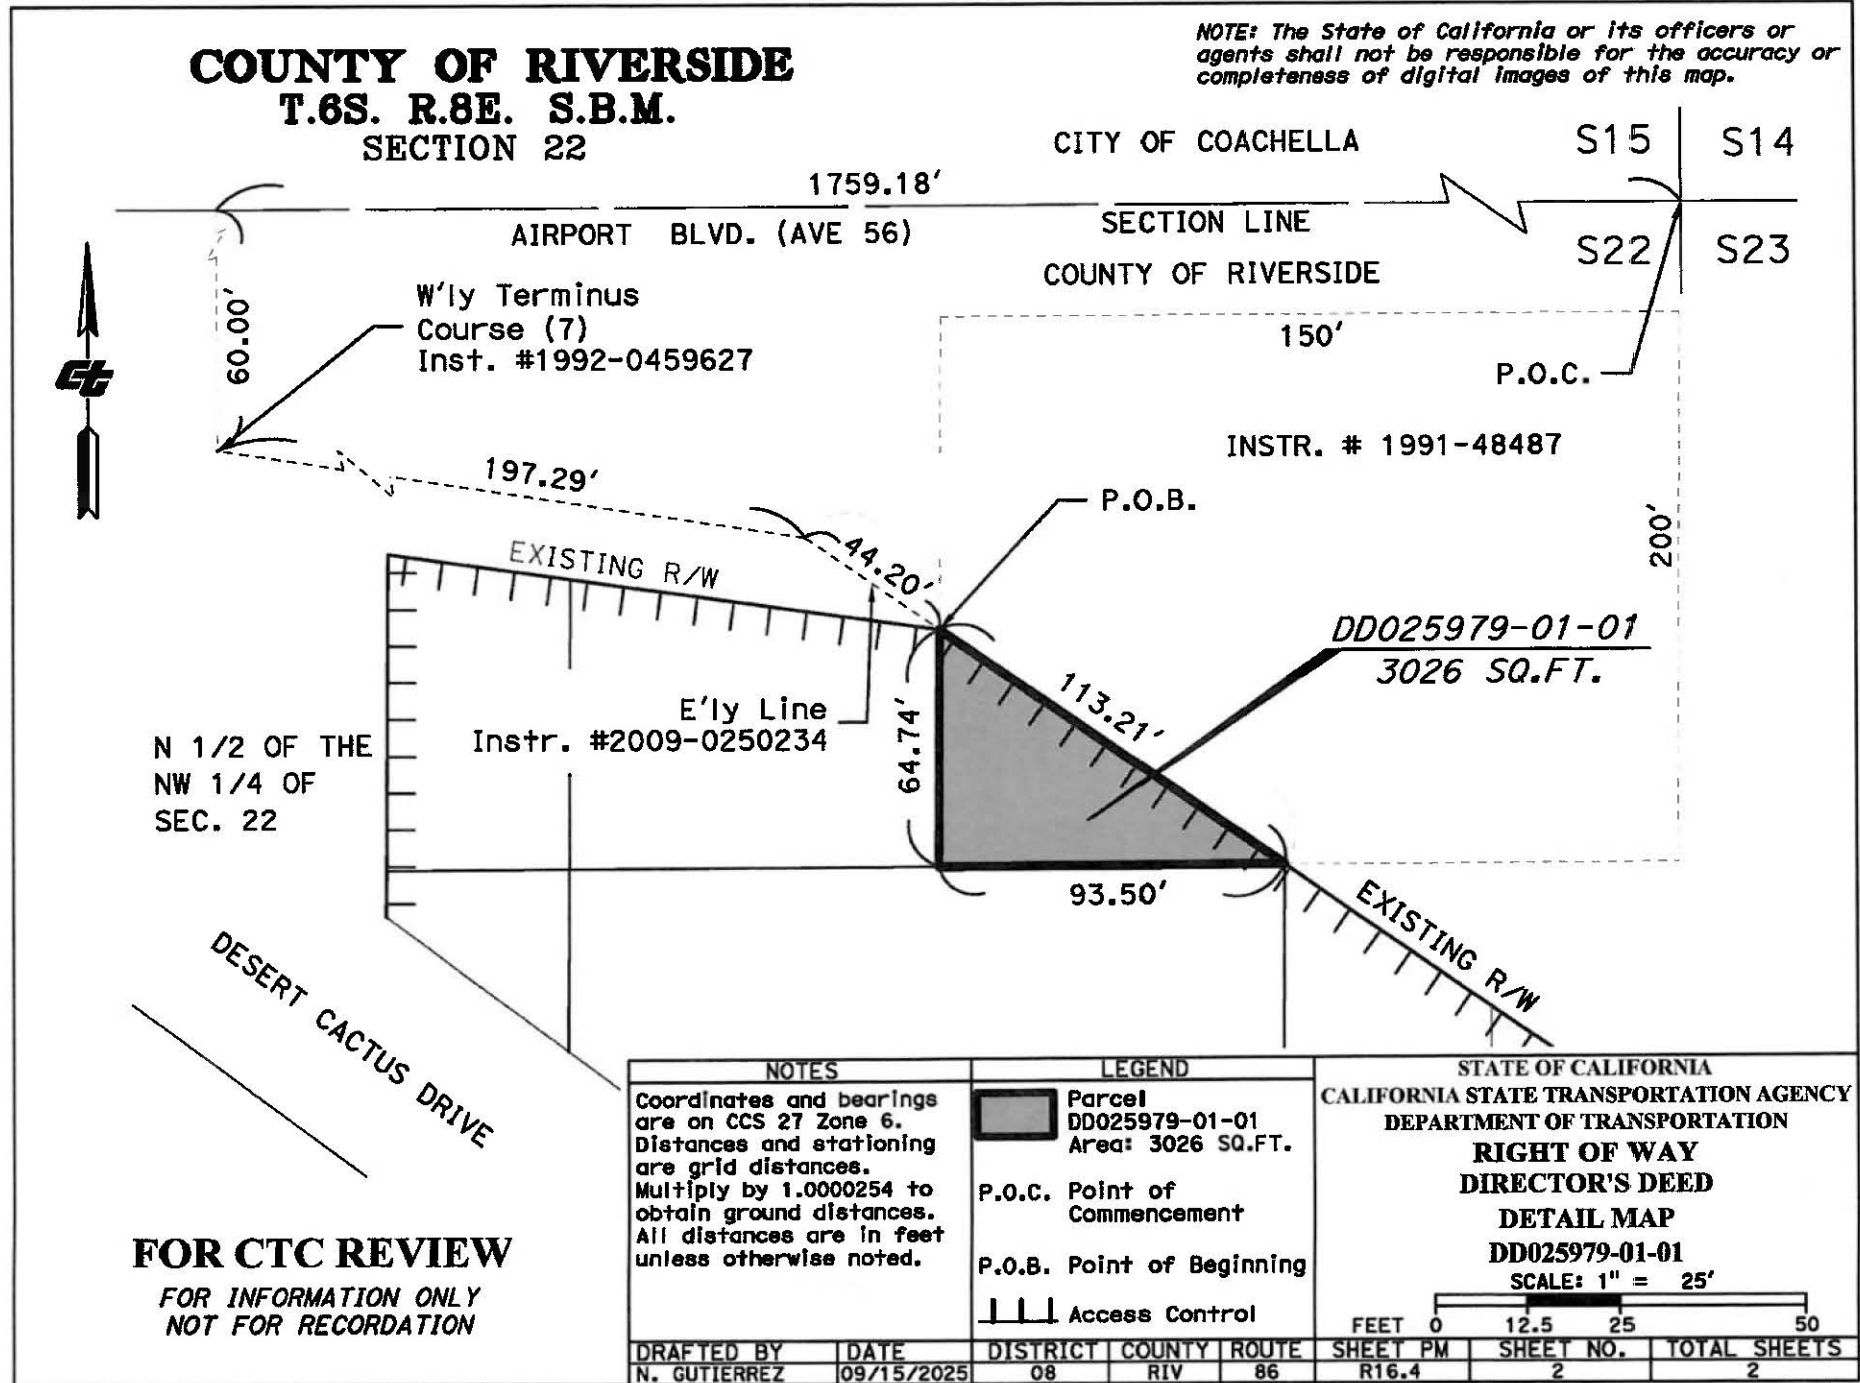 COUNTY OF RIVERSIDE
T.6S. R.8E. S.B.M.
SECTION 22
NOTE: The State of California or its officers or
agents shall not be responsible for the accuracy or
completeness of digital images of this map.
CITY OF COACHELLA
S15 S14
1759.18'
AIRPORT BLVD. (AVE 56)
SECTION LINE
S22 S23
COUNTY OF RIVERSIDE
60.00'
W'ly Terminus
Course (7)
Inst. #1992-0459627
150'
P.O.C.
Ct
INSTR. # 1991-48487
197.29'
P.O.B.
200'
44.20'
EXISTING R/W
DD025979-01-01
3026 SQ.FT.
113.21'
E'ly Line
Instr. #2009-0250234
64.74'
N 1/2 OF THE
NW 1/4 OF
SEC. 22
93.50'
EXISTING R/W
DESERT CACTUS DRIVE
FOR CTC REVIEW
FOR INFORMATION ONLY
NOT FOR RECORDATION
NOTES
Coordinates and bearings
are on CCS 27 Zone 6.
Distances and stationing
are grid distances.
Multiply by 1.0000254 to
obtain ground distances.
All distances are in feet
unless otherwise noted.
LEGEND
Parcel
DD025979-01-01
Area: 3026 SQ.FT.
P.O.C. Point of
Commencement
P.O.B. Point of Beginning
Access Control
STATE OF CALIFORNIA
CALIFORNIA STATE TRANSPORTATION AGENCY
DEPARTMENT OF TRANSPORTATION
RIGHT OF WAY
DIRECTOR'S DEED
DETAIL MAP
DD025979-01-01
SCALE: 1" = 25'
FEET 0 12.5 25 50
DRAFTED BY DATE DISTRICT COUNTY ROUTE SHEET PM SHEET NO. TOTAL SHEETS
N. GUTIERREZ 09/15/2025 08 RIV 86 R16.4 2 2